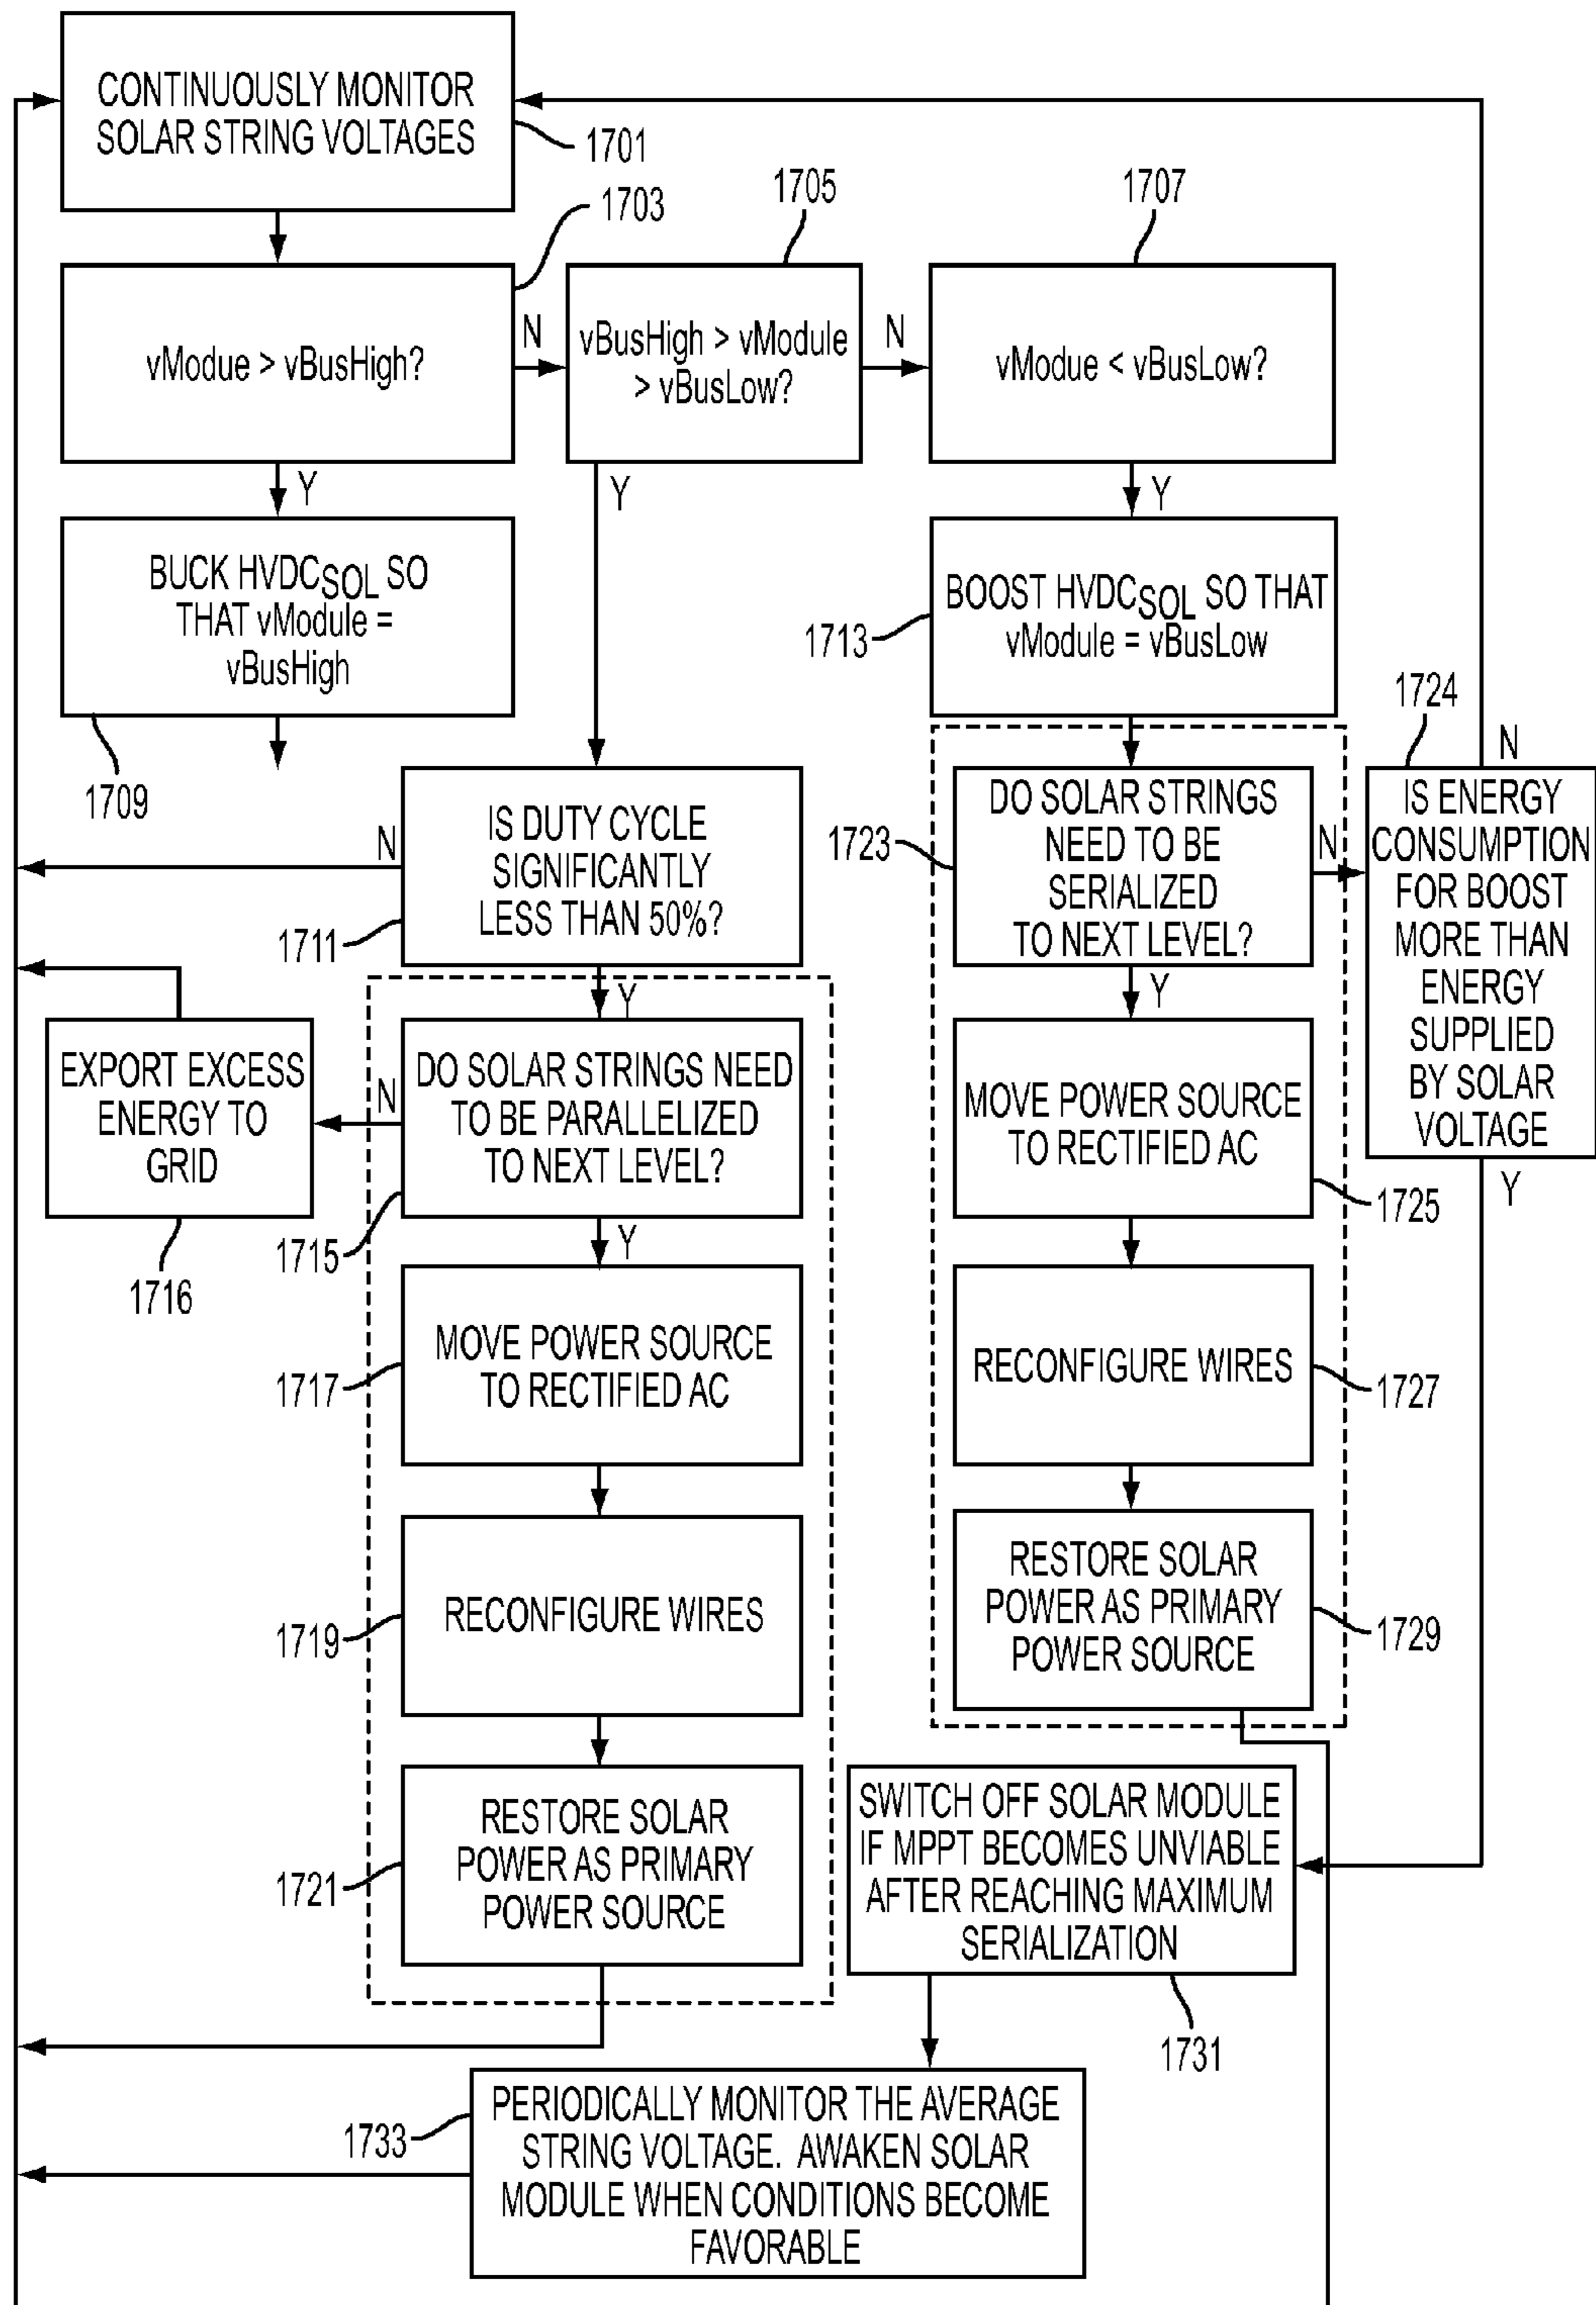 CONTINUOUSLY MONITOR
SOLAR STRING VOLTAGES
1701
1703
1705
1707
vModue > vBusHigh?
N
vBusHigh > vModule
> vBusLow?
N
vModue < vBusLow?
Y
Y
Y
BUCK HVDCSOL SO
THAT vModule =
vBusHigh
1709
BOOST HVDCSOL SO THAT
vModule = vBusLow
1713
1724
N
IS ENERGY
CONSUMPTION
FOR BOOST
MORE THAN
ENERGY
SUPPLIED
BY SOLAR
VOLTAGE
Y
IS DUTY CYCLE
SIGNIFICANTLY
LESS THAN 50%?
N
1711
Y
DO SOLAR STRINGS
NEED TO BE
SERIALIZED
TO NEXT LEVEL?
1723
N
Y
EXPORT EXCESS
ENERGY TO
GRID
1716
N
DO SOLAR STRINGS NEED
TO BE PARALLELIZED
TO NEXT LEVEL?
1715
Y
MOVE POWER SOURCE
TO RECTIFIED AC
1725
MOVE POWER SOURCE
TO RECTIFIED AC
1717
RECONFIGURE WIRES
1727
RECONFIGURE WIRES
1719
RESTORE SOLAR
POWER AS PRIMARY
POWER SOURCE
1729
RESTORE SOLAR
POWER AS PRIMARY
POWER SOURCE
1721
SWITCH OFF SOLAR MODULE
IF MPPT BECOMES UNVIABLE
AFTER REACHING MAXIMUM
SERIALIZATION
1731
PERIODICALLY MONITOR THE AVERAGE
STRING VOLTAGE. AWAKEN SOLAR
MODULE WHEN CONDITIONS BECOME
FAVORABLE
1733